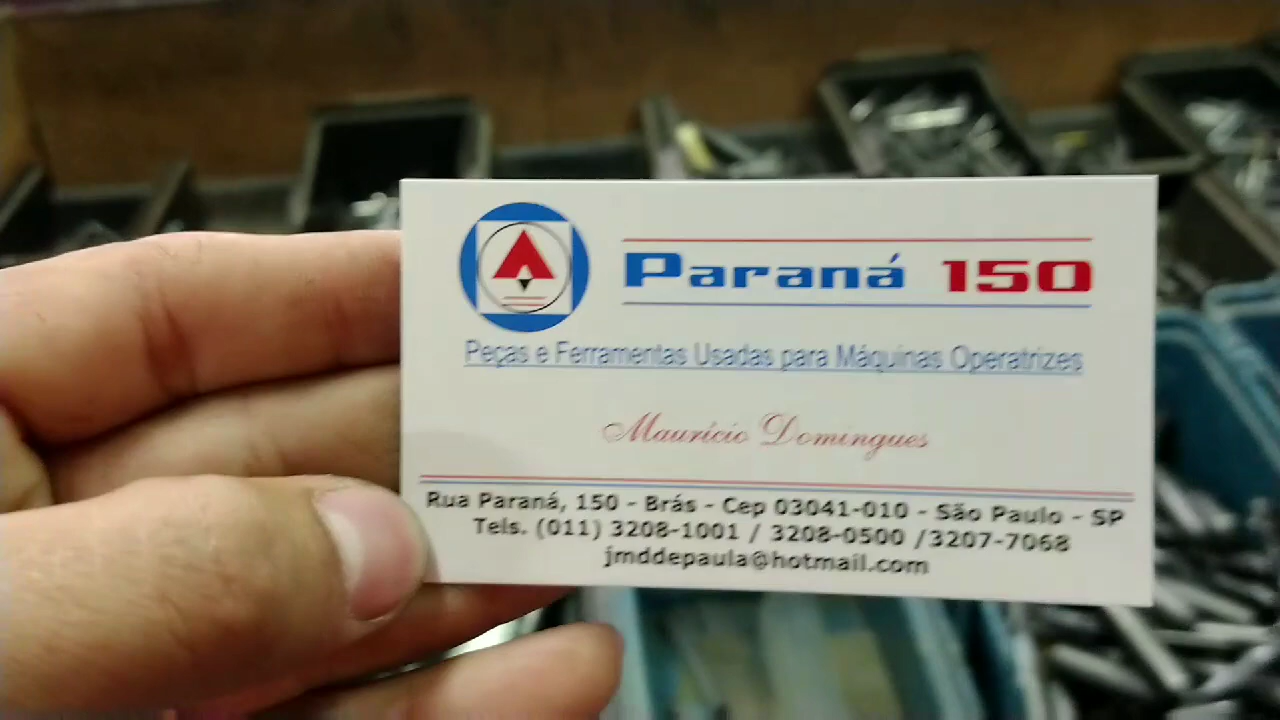 Paraná 150
Peças e Ferramentas Usadas para Máquinas Operatrizes
Maurício Domingues
Rua Paraná, 150 - Brás - Cep 03041-010 - São Paulo - SP
Tels. (011) 3208-1001 / 3208-0500 /3207-7068
jmddepaula@hotmail.com